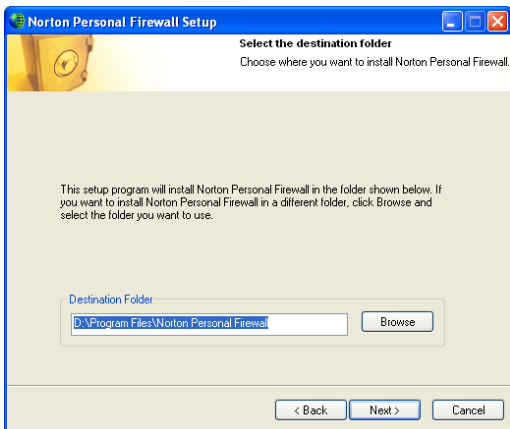 Norton Personal Firewall Setup
Select the destination folder
Choose where you want to install Norton Personal Firewall.
This setup program will install Norton Personal Firewall in the folder shown below. If
you want to install Norton Personal Firewall in a different folder, click Browse and
select the folder you want to use.
Destination Folder
D:\Program Files\Norton Personal Firewall
Browse
< Back
Next >
Cancel